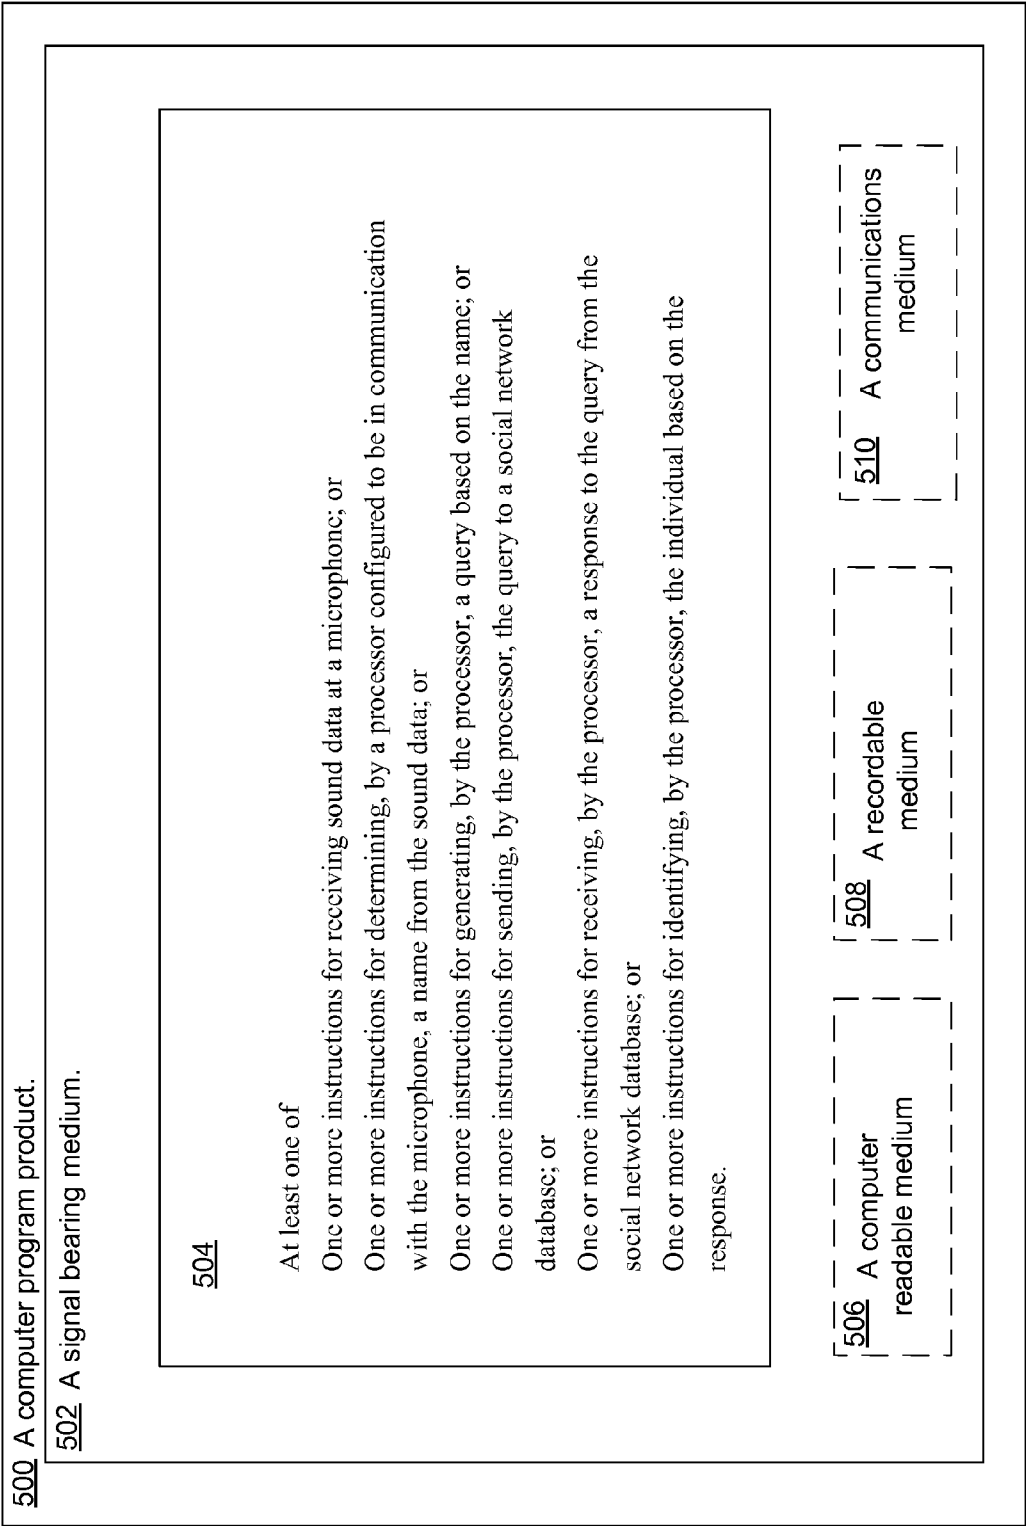 500 A computer program product.
502 A signal bearing medium.
504
At least one of
One or more instructions for receiving sound data at a microphone; or
One or more instructions for determining, by a processor configured to be in communication
with the microphone, a name from the sound data; or
One or more instructions for generating, by the processor, a query based on the name; or
One or more instructions for sending, by the processor, the query to a social network
database; or
One or more instructions for receiving, by the processor, a response to the query from the
social network database; or
One or more instructions for identifying, by the processor, the individual based on the
response.
506 A computer
readable medium
508 A recordable
medium
510 A communications
medium